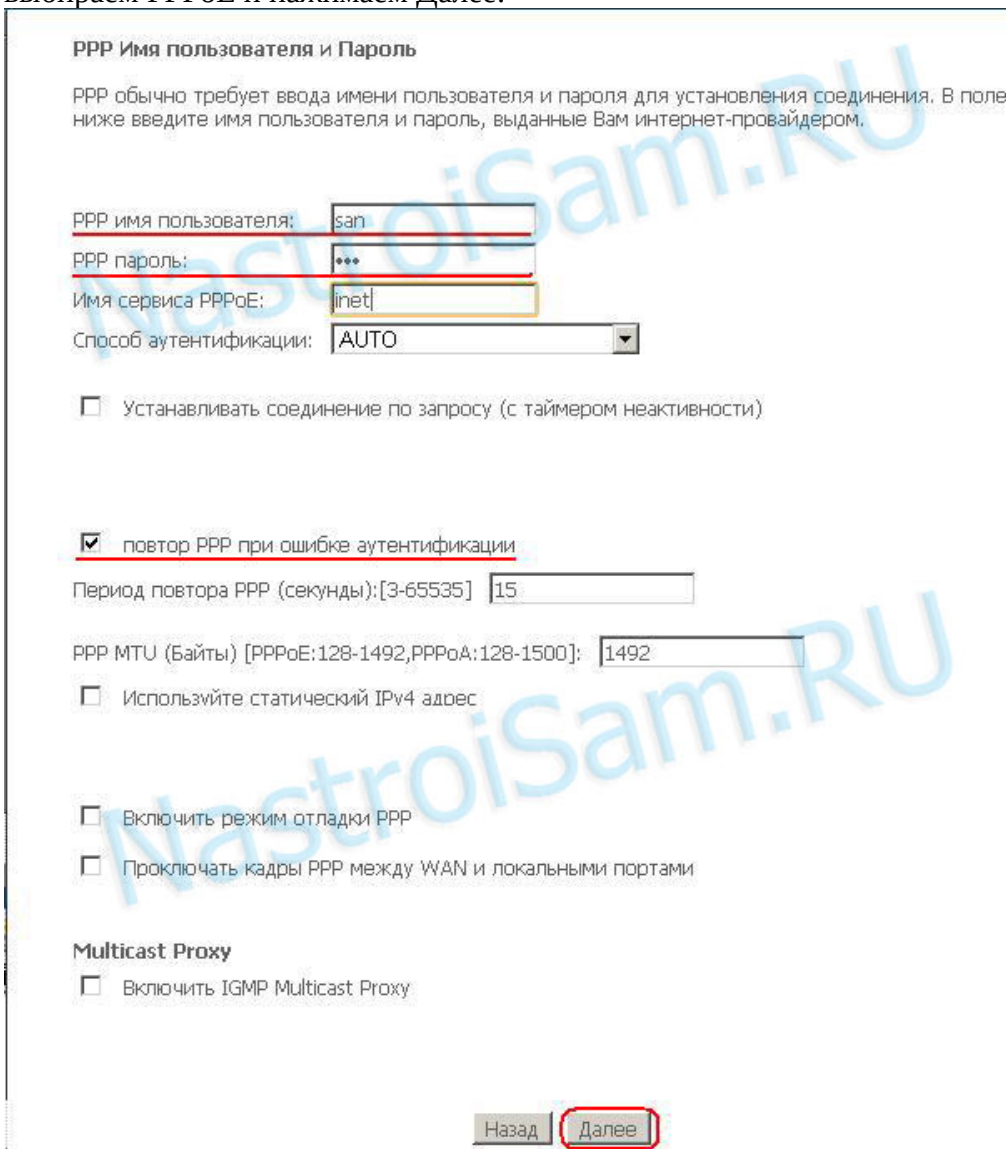 выбираем PPPoE и нажимаем Далее.
PPP Имя пользователя и Пароль
PPP обычно требует ввода имени пользователя и пароля для установления соединения. В поле
ниже введите имя пользователя и пароль, выданные Вам интернет-провайдером.
PPP имя пользователя: san
PPP пароль: •••
Имя сервиса PPPoE: inet
Способ аутентификации: AUTO
Устанавливать соединение по запросу (с таймером неактивности)
повтор PPP при ошибке аутентификации
Период повтора PPP (секунды):[3-65535] 15
PPP MTU (Байты) [PPPoE:128-1492,PPPoA:128-1500]: 1492
Используйте статический IPv4 адрес
Включить режим отладки PPP
Проключать кадры PPP между WAN и локальными портами
Multicast Proxy
Включить IGMP Multicast Proxy
Назад Далее
NastroiSam.RU
NastroiSam.RU